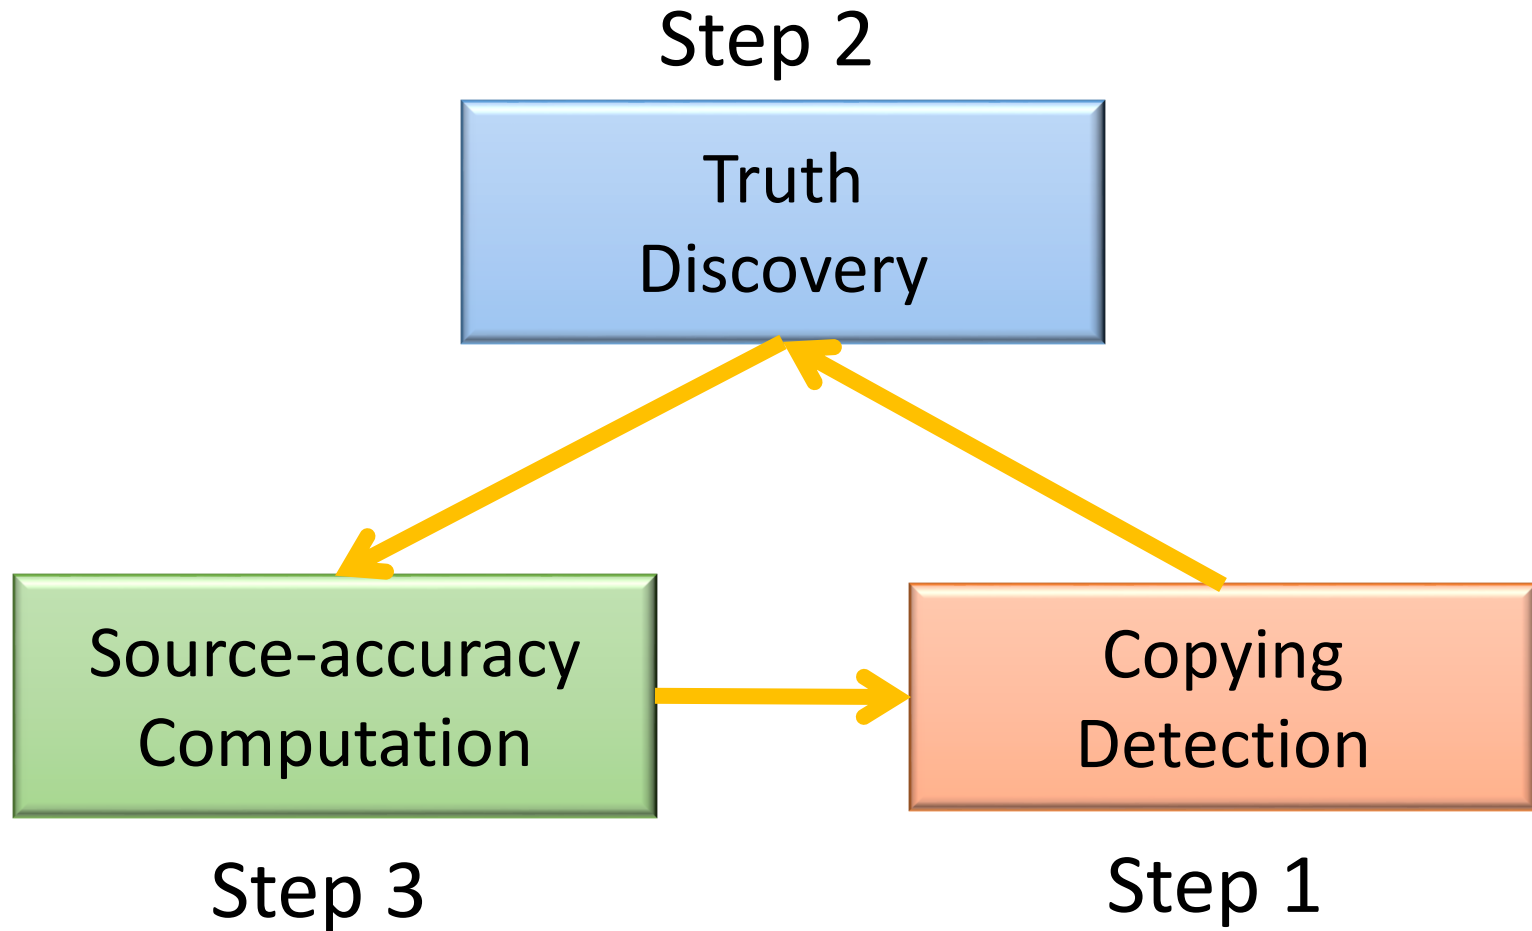 Step 2
Truth
Discovery
Source-accuracy
Computation
Copying
Detection
Step 3
Step 1